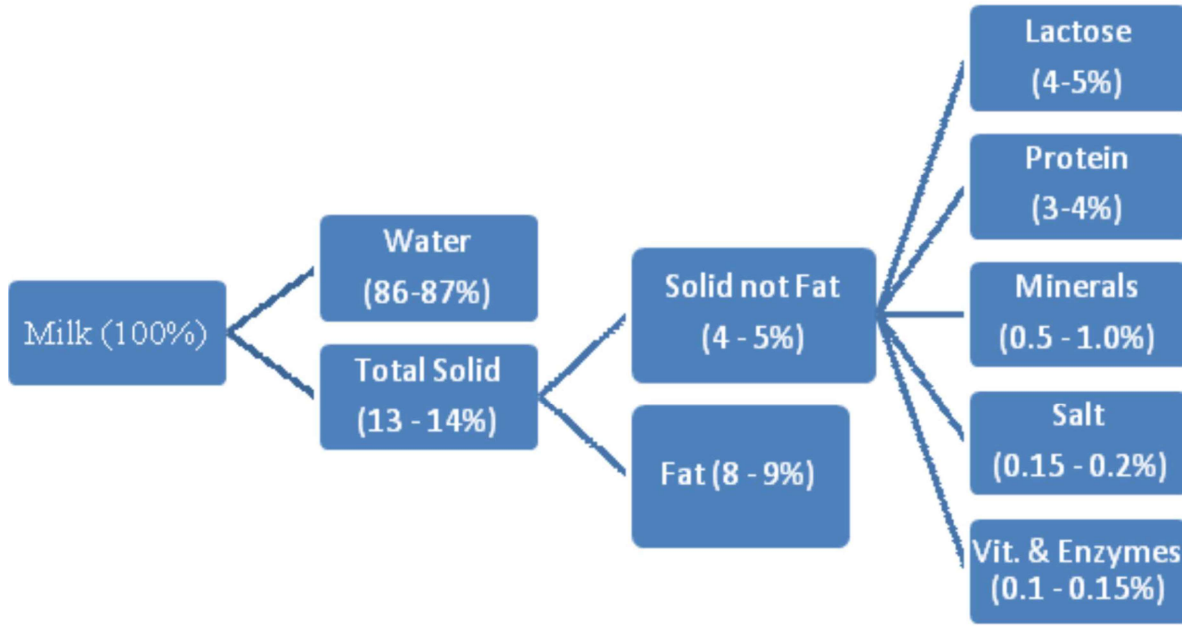 Milk (100%)
Water
(86-87%)
Total Solid
(13 - 14%)
Solid not Fat
(4 - 5%)
Fat (8 - 9%)
Lactose
(4-5%)
Protein
(3-4%)
Minerals
(0.5 - 1.0%)
Salt
(0.15 - 0.2%)
Vit. & Enzymes
(0.1 - 0.15%)